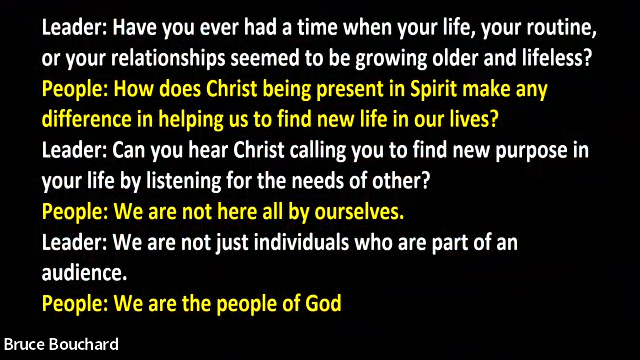 Leader: Have you ever had a time when your life, your routine,
or your relationships seemed to be growing older and lifeless?
People: How does Christ being present in Spirit make any
difference in helping us to find new life in our lives?
Leader: Can you hear Christ calling you to find new purpose in
your life by listening for the needs of other?
People: We are not here all by ourselves.
Leader: We are not just individuals who are part of an
audience.
People: We are the people of God
Bruce Bouchard